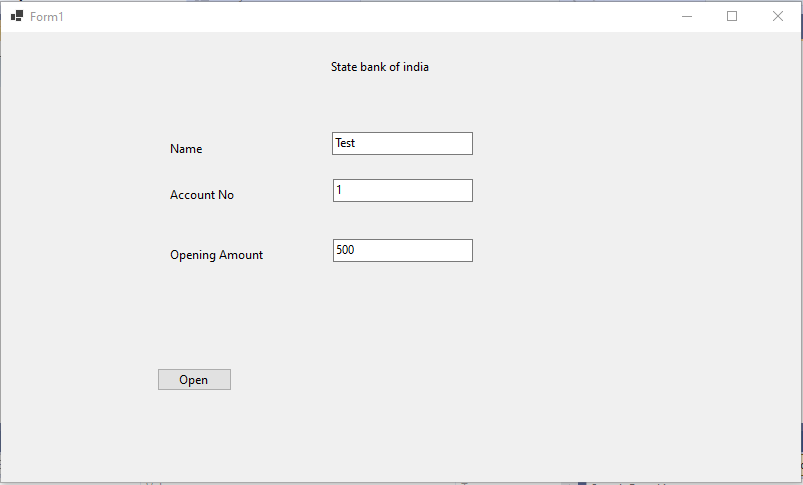 Form1
State bank of india
Name
Test
Account No
1
Opening Amount
500
Open